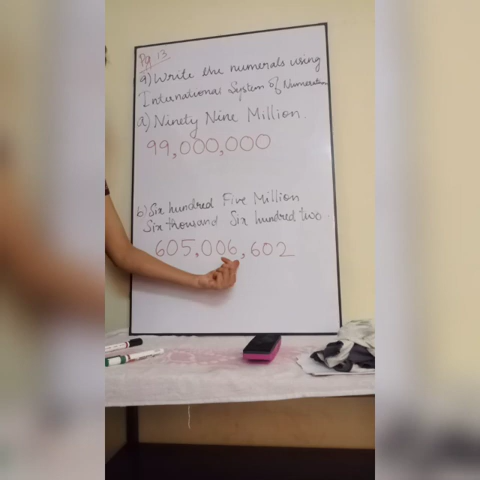 Pg. 13
9) Write the numerals using
International System of Numeration
a) Ninety Nine Million.
99,000,000
b) Six hundred Five Million
Six thousand Six hundred two.
605,006,602